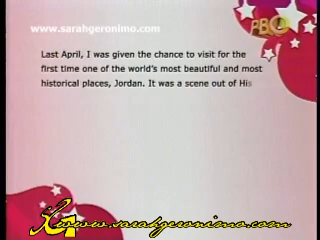 www.sarahgeronimo.com
PBO
Last April, I was given the chance to visit for the
first time one of the world's most beautiful and most
historical places, Jordan. It was a scene out of His
www.sarahgeronimo.com